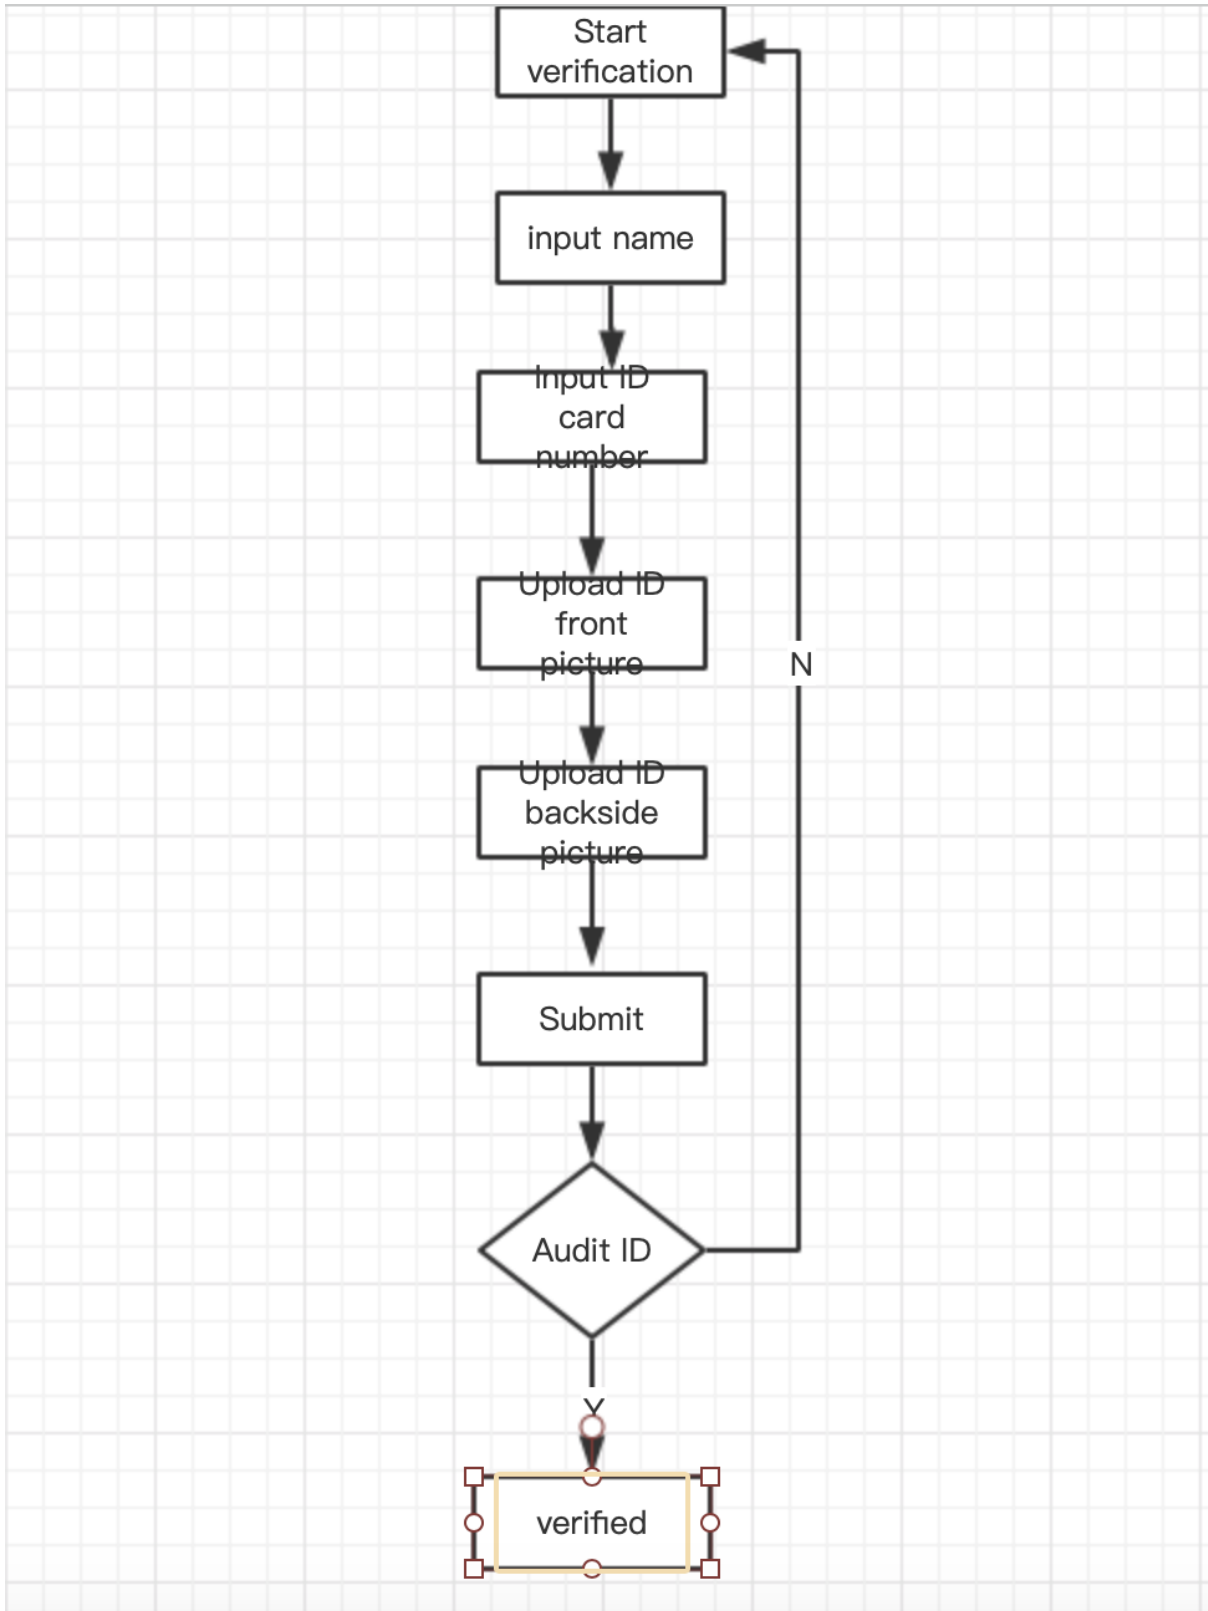 Start
verification
input name
Input ID
card
number
Upload ID
front
picture
N
Upload ID
backside
picture
Submit
Audit ID
Y
verified